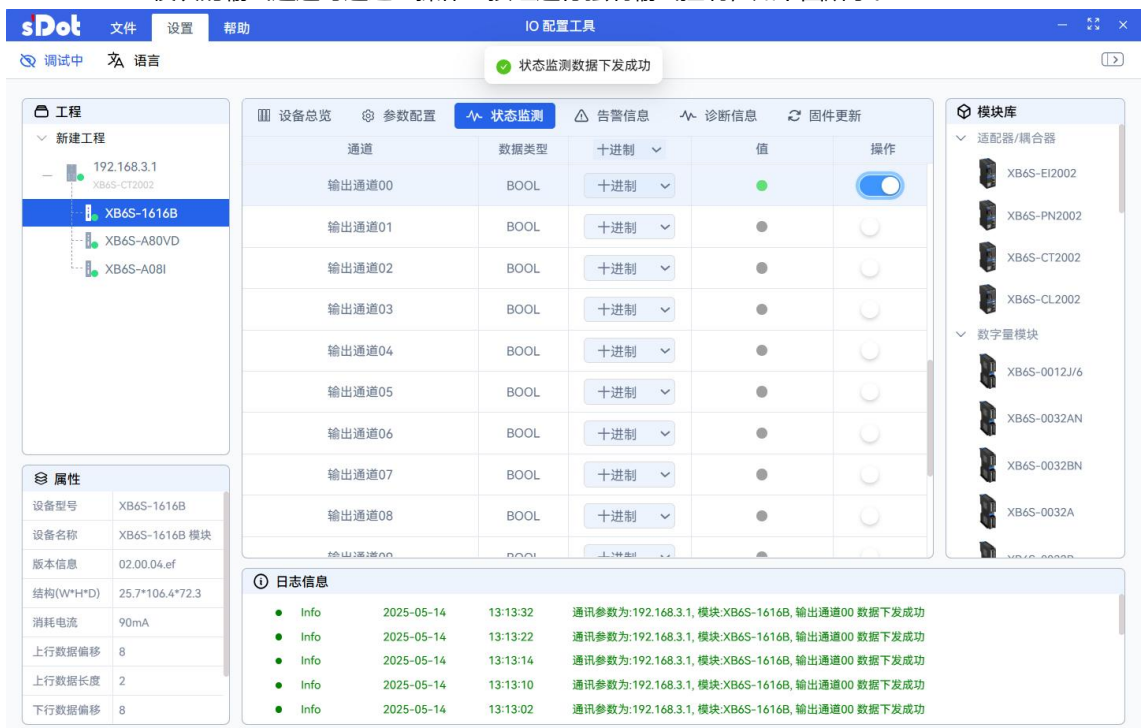 sDot 文件 设置 帮助 IO 配置工具
调试中 语言
状态监测数据下发成功
工程
新建工程
192.168.3.1
XB6S-CT2002
XB6S-1616B
XB6S-A80VD
XB6S-A08I
属性
设备型号 XB6S-1616B
设备名称 XB6S-1616B 模块
版本信息 02.00.04.ef
结构(W*H*D) 25.7*106.4*72.3
消耗电流 90mA
上行数据偏移 8
上行数据长度 2
下行数据偏移 8
设备总览 参数配置 状态监测 告警信息 诊断信息 固件更新
通道 数据类型 十进制 值 操作
输出通道00 BOOL 十进制
输出通道01 BOOL 十进制
输出通道02 BOOL 十进制
输出通道03 BOOL 十进制
输出通道04 BOOL 十进制
输出通道05 BOOL 十进制
输出通道06 BOOL 十进制
输出通道07 BOOL 十进制
输出通道08 BOOL 十进制
日志信息
Info 2025-05-14 13:13:32 通讯参数为:192.168.3.1, 模块:XB6S-1616B, 输出通道00 数据下发成功
Info 2025-05-14 13:13:22 通讯参数为:192.168.3.1, 模块:XB6S-1616B, 输出通道00 数据下发成功
Info 2025-05-14 13:13:14 通讯参数为:192.168.3.1, 模块:XB6S-1616B, 输出通道00 数据下发成功
Info 2025-05-14 13:13:10 通讯参数为:192.168.3.1, 模块:XB6S-1616B, 输出通道00 数据下发成功
Info 2025-05-14 13:13:02 通讯参数为:192.168.3.1, 模块:XB6S-1616B, 输出通道00 数据下发成功
模块库
适配器/耦合器
XB6S-EI2002
XB6S-PN2002
XB6S-CT2002
XB6S-CL2002
数字量模块
XB6S-0012J/6
XB6S-0032AN
XB6S-0032BN
XB6S-0032A